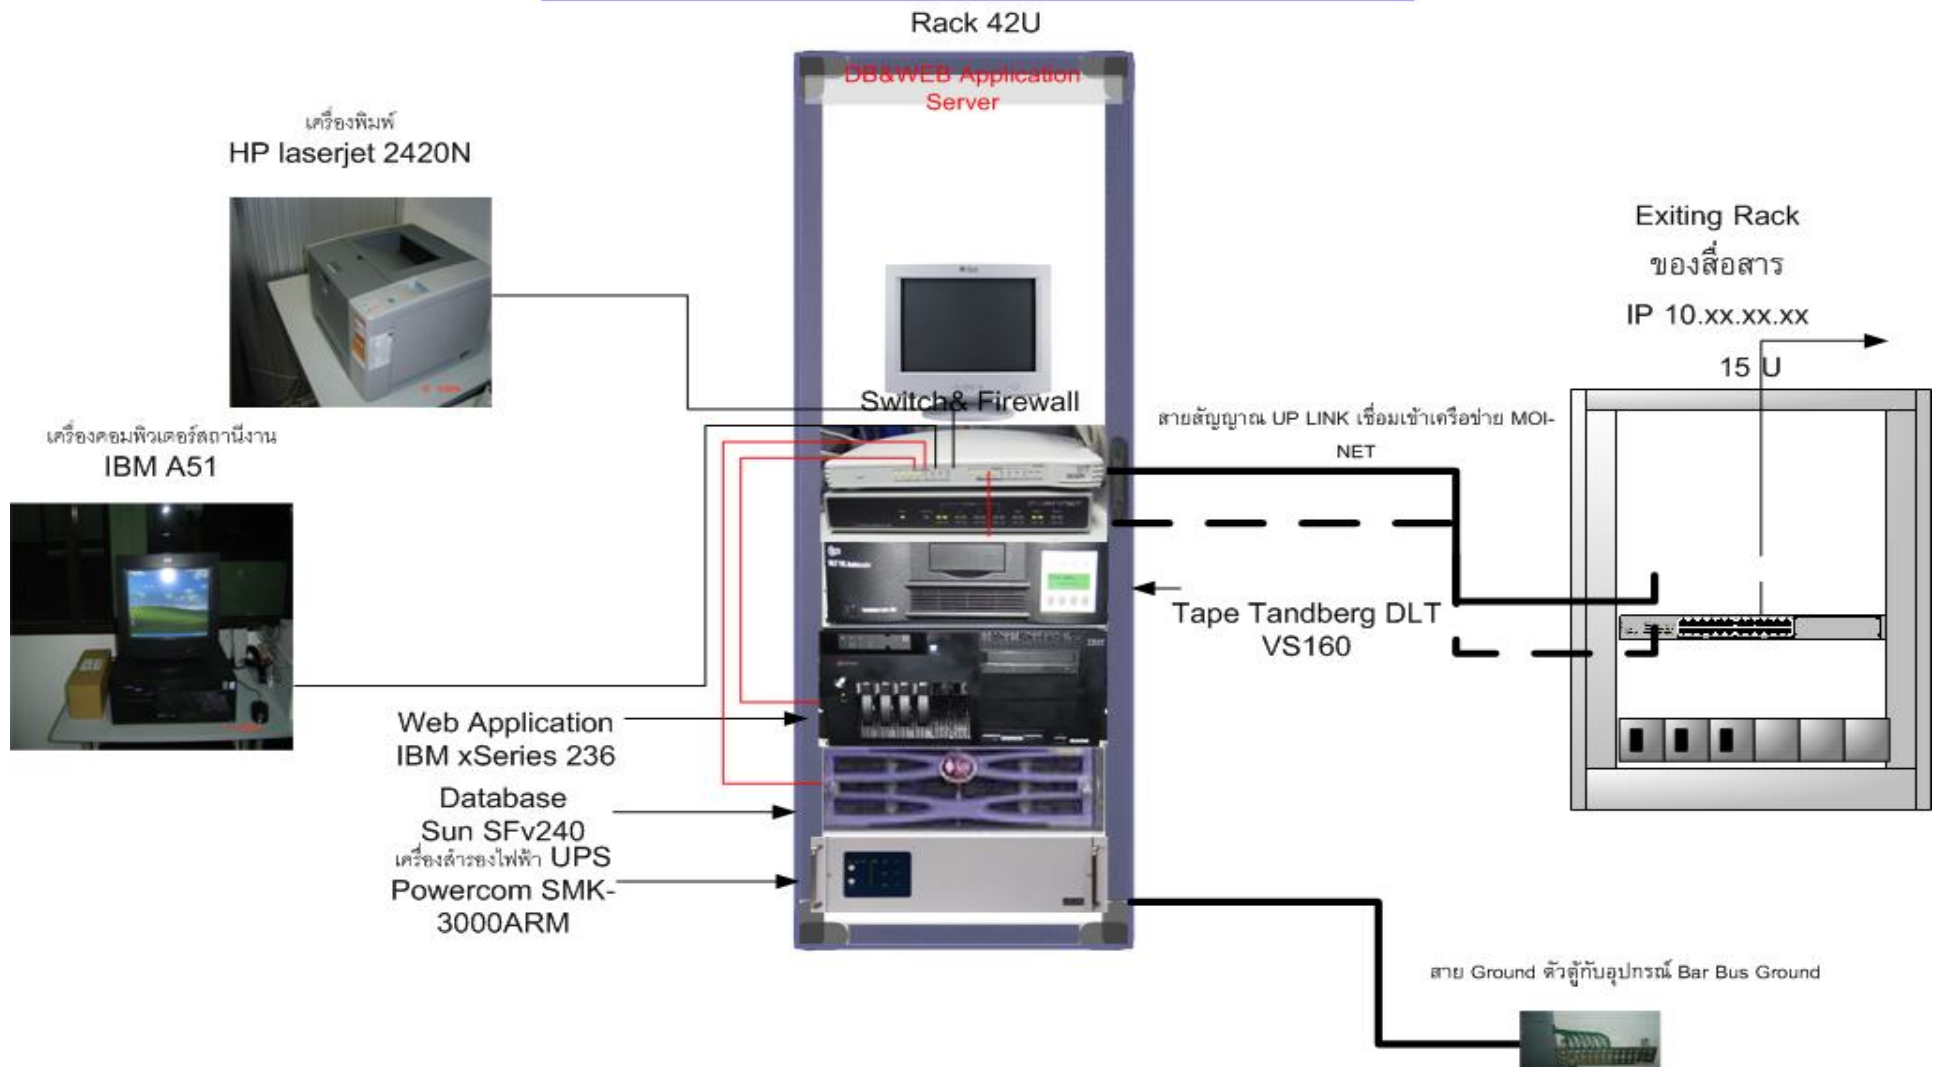 Rack 42U
DB&WEB Application
Server
เครื่องพิมพ์
HP laserjet 2420N
Exiting Rack
ของสื่อสาร
IP 10.xx.xx.xx
15 U
Switch& Firewall
สายสัญญาณ UP LINK เชื่อมเข้าเครือข่าย MOI-
NET
เครื่องคอมพิวเตอร์สถานีงาน
IBM A51
Tape Tandberg DLT
VS160
Web Application
IBM xSeries 236
Database
Sun SFv240
เครื่องสำรองไฟฟ้า UPS
Powercom SMK-
3000ARM
สาย Ground ตัวตู้กับอุปกรณ์ Bar Bus Ground